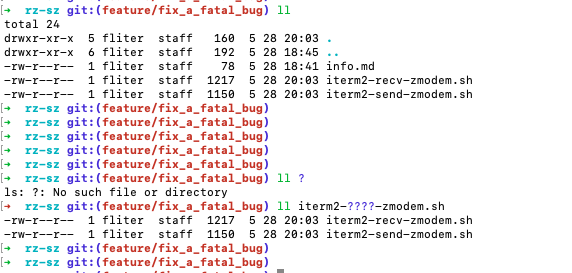 [→ rz-sz git:(feature/fix_a_fatal_bug) ll
total 24
drwxr-xr-x  5 fliter  staff   160  5 28 20:03 .
drwxr-xr-x  6 fliter  staff   192  5 28 18:45 ..
-rw-r--r--  1 fliter  staff    78  5 28 18:41 info.md
-rw-r--r--  1 fliter  staff  1217  5 28 20:03 iterm2-recv-zmodem.sh
-rw-r--r--  1 fliter  staff  1150  5 28 20:03 iterm2-send-zmodem.sh
[→ rz-sz git:(feature/fix_a_fatal_bug)
[→ rz-sz git:(feature/fix_a_fatal_bug)
[→ rz-sz git:(feature/fix_a_fatal_bug)
[→ rz-sz git:(feature/fix_a_fatal_bug)
[→ rz-sz git:(feature/fix_a_fatal_bug)
[→ rz-sz git:(feature/fix_a_fatal_bug) ll ?
ls: ?: No such file or directory
[→ rz-sz git:(feature/fix_a_fatal_bug) ll iterm2-????-zmodem.sh
-rw-r--r--  1 fliter  staff  1217  5 28 20:03 iterm2-recv-zmodem.sh
-rw-r--r--  1 fliter  staff  1150  5 28 20:03 iterm2-send-zmodem.sh
[→ rz-sz git:(feature/fix_a_fatal_bug)
[→ rz-sz git:(feature/fix_a_fatal_bug)